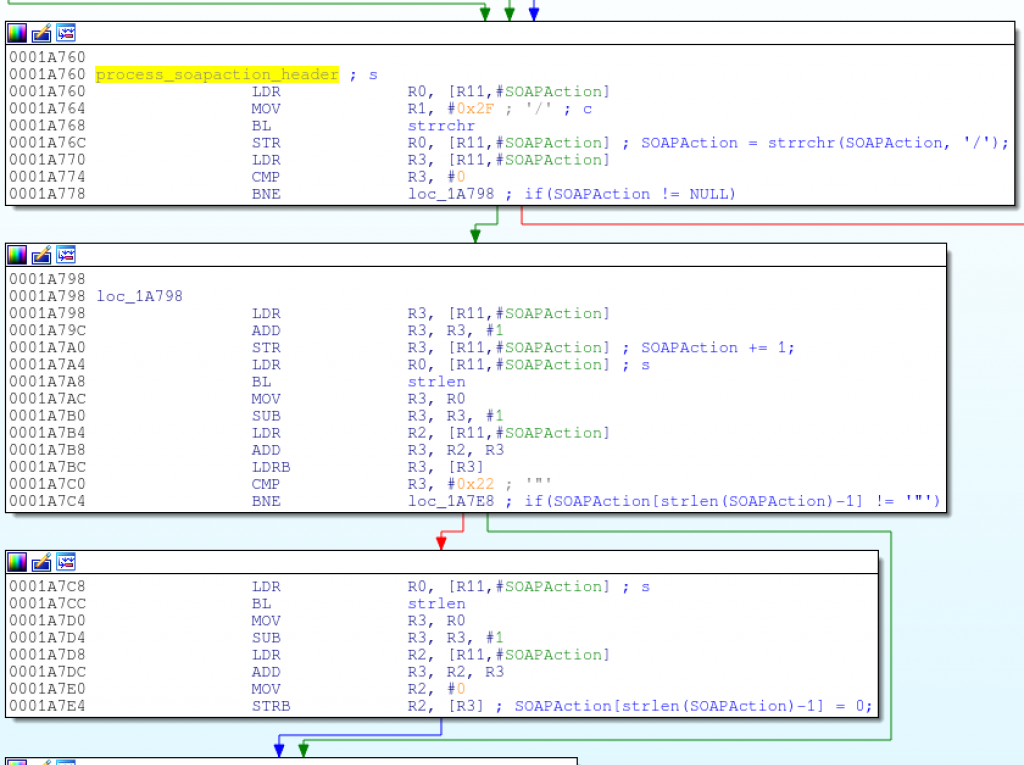 0001A760
0001A760 process_soapaction_header ; s
0001A760 LDR R0, [R11,#SOAPAction]
0001A764 MOV R1, #0x2F ; '/' ; c
0001A768 BL strrchr
0001A76C STR R0, [R11,#SOAPAction] ; SOAPAction = strrchr(SOAPAction, '/');
0001A770 LDR R3, [R11,#SOAPAction]
0001A774 CMP R3, #0
0001A778 BNE loc_1A798 ; if(SOAPAction != NULL)
0001A798
0001A798 loc_1A798
0001A798 LDR R3, [R11,#SOAPAction]
0001A79C ADD R3, R3, #1
0001A7A0 STR R3, [R11,#SOAPAction] ; SOAPAction += 1;
0001A7A4 LDR R0, [R11,#SOAPAction] ; s
0001A7A8 BL strlen
0001A7AC MOV R3, R0
0001A7B0 SUB R3, R3, #1
0001A7B4 LDR R2, [R11,#SOAPAction]
0001A7B8 ADD R3, R2, R3
0001A7BC LDRB R3, [R3]
0001A7C0 CMP R3, #0x22 ; '"'
0001A7C4 BNE loc_1A7E8 ; if(SOAPAction[strlen(SOAPAction)-1] != '"')
0001A7C8 LDR R0, [R11,#SOAPAction] ; s
0001A7CC BL strlen
0001A7D0 MOV R3, R0
0001A7D4 SUB R3, R3, #1
0001A7D8 LDR R2, [R11,#SOAPAction]
0001A7DC ADD R3, R2, R3
0001A7E0 MOV R2, #0
0001A7E4 STRB R2, [R3] ; SOAPAction[strlen(SOAPAction)-1] = 0;